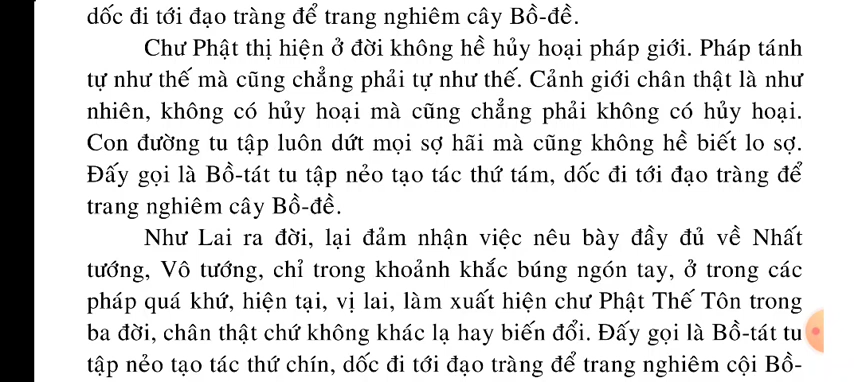 dốc đi tới đạo tràng để trang nghiêm cây Bồ-đề.
Chư Phật thị hiện ở đời không hề hủy hoại pháp giới. Pháp tánh
tự như thế mà cũng chẳng phải tự như thế. Cảnh giới chân thật là như
nhiên, không có hủy hoại mà cũng chẳng phải không có hủy hoại.
Con đường tu tập luôn dứt mọi sợ hãi mà cũng không hề biết lo sợ.
Đấy gọi là Bồ-tát tu tập nẻo tạo tác thứ tám, dốc đi tới đạo tràng để
trang nghiêm cây Bồ-đề.
Như Lai ra đời, lại đảm nhận việc nêu bày đầy đủ về Nhất
tướng, Vô tướng, chỉ trong khoảnh khắc búng ngón tay, ở trong các
pháp quá khứ, hiện tại, vị lai, làm xuất hiện chư Phật Thế Tôn trong
ba đời, chân thật chứ không khác lạ hay biến đổi. Đấy gọi là Bồ-tát tu
tập nẻo tạo tác thứ chín, dốc đi tới đạo tràng để trang nghiêm cội Bồ-